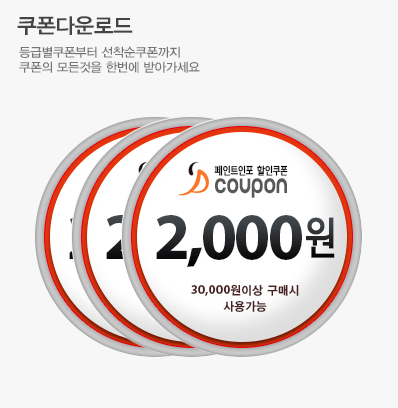 쿠폰다운로드
등급별쿠폰부터 선착순쿠폰까지
쿠폰의 모든것을 한번에 받아가세요
페인트인포 할인쿠폰
coupon
2,000원
30,000원이상 구매시
사용가능